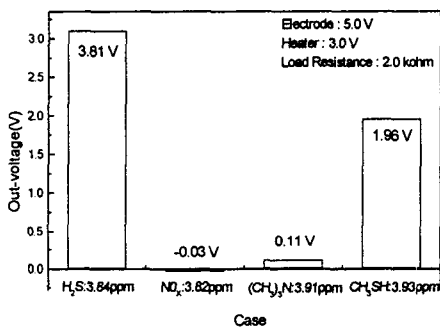 Electrode : 5.0 V
Heater : 3.0 V
Load Resistance : 2.0 kohm
Out-voltage(V)
3.0
2.5
2.0
1.5
1.0
0.5
0.0
3.81 V
-0.03 V
0.11 V
1.96 V
H₂S:3.84ppm
N0ₓ:3.82ppm
(CH₃)₃N:3.91ppm
CH₃SH:3.93ppm
Case